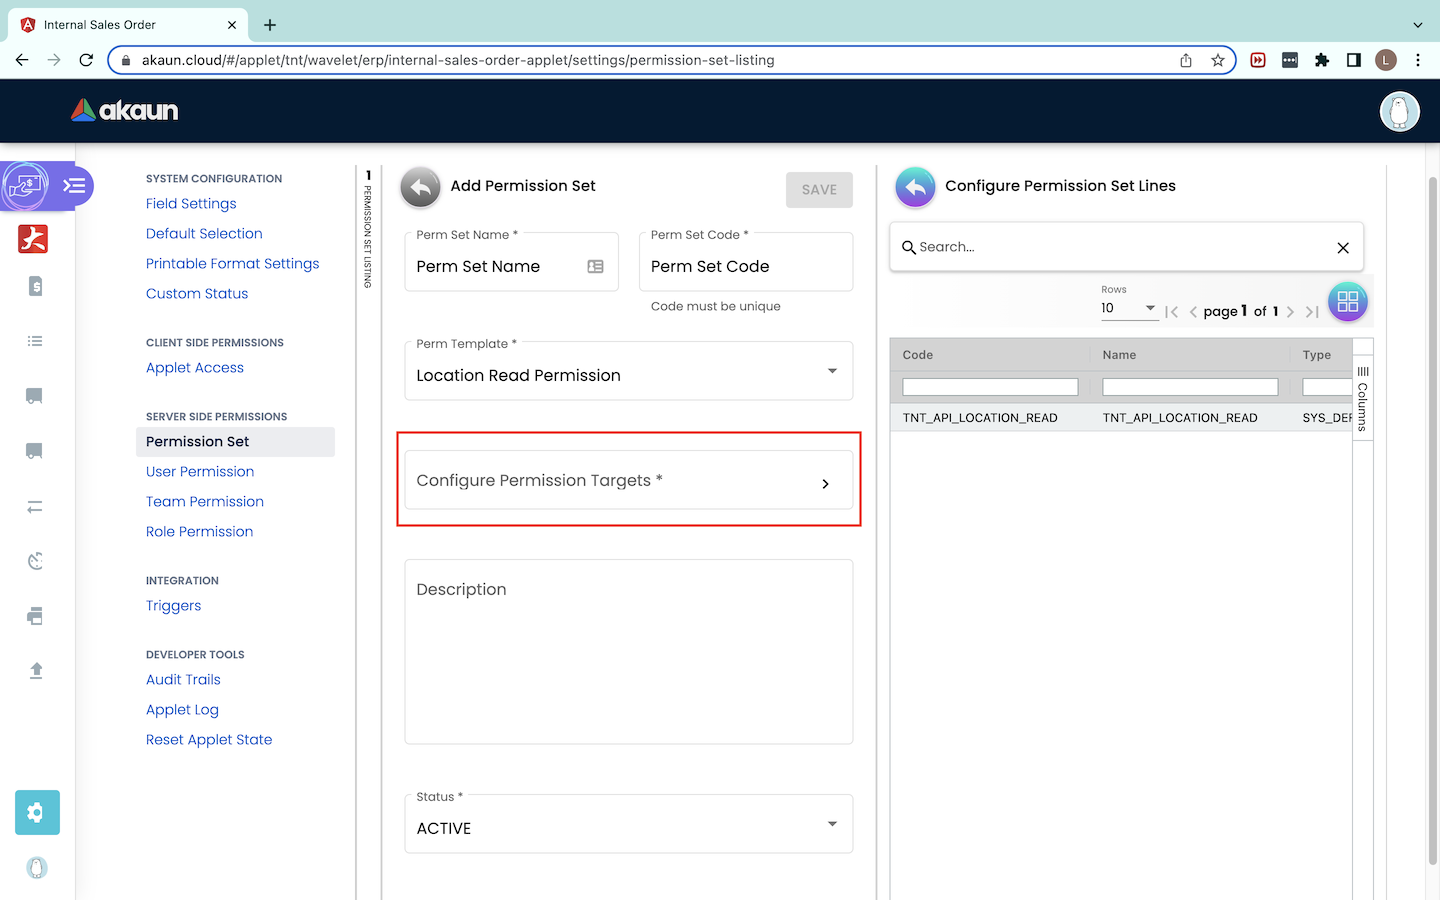 Internal Sales Order
akaun.cloud/#/applet/tnt/wavelet/erp/internal-sales-order-applet/settings/permission-set-listing
L
akaun
SYSTEM CONFIGURATION
Field Settings
Default Selection
Printable Format Settings
Custom Status
CLIENT SIDE PERMISSIONS
Applet Access
SERVER SIDE PERMISSIONS
Permission Set
User Permission
Team Permission
Role Permission
INTEGRATION
Triggers
DEVELOPER TOOLS
Audit Trails
Applet Log
Reset Applet State
1 PERMISSION SET LISTING
Add Permission Set
SAVE
Perm Set Name *
Perm Set Name
Perm Set Code *
Perm Set Code
Code must be unique
Perm Template *
Location Read Permission
Configure Permission Targets *
Description
Status *
ACTIVE
Configure Permission Set Lines
Search...
Rows
10
page 1 of 1
Code Name Type
TNT_API_LOCATION_READ TNT_API_LOCATION_READ SYS_DEF
Columns